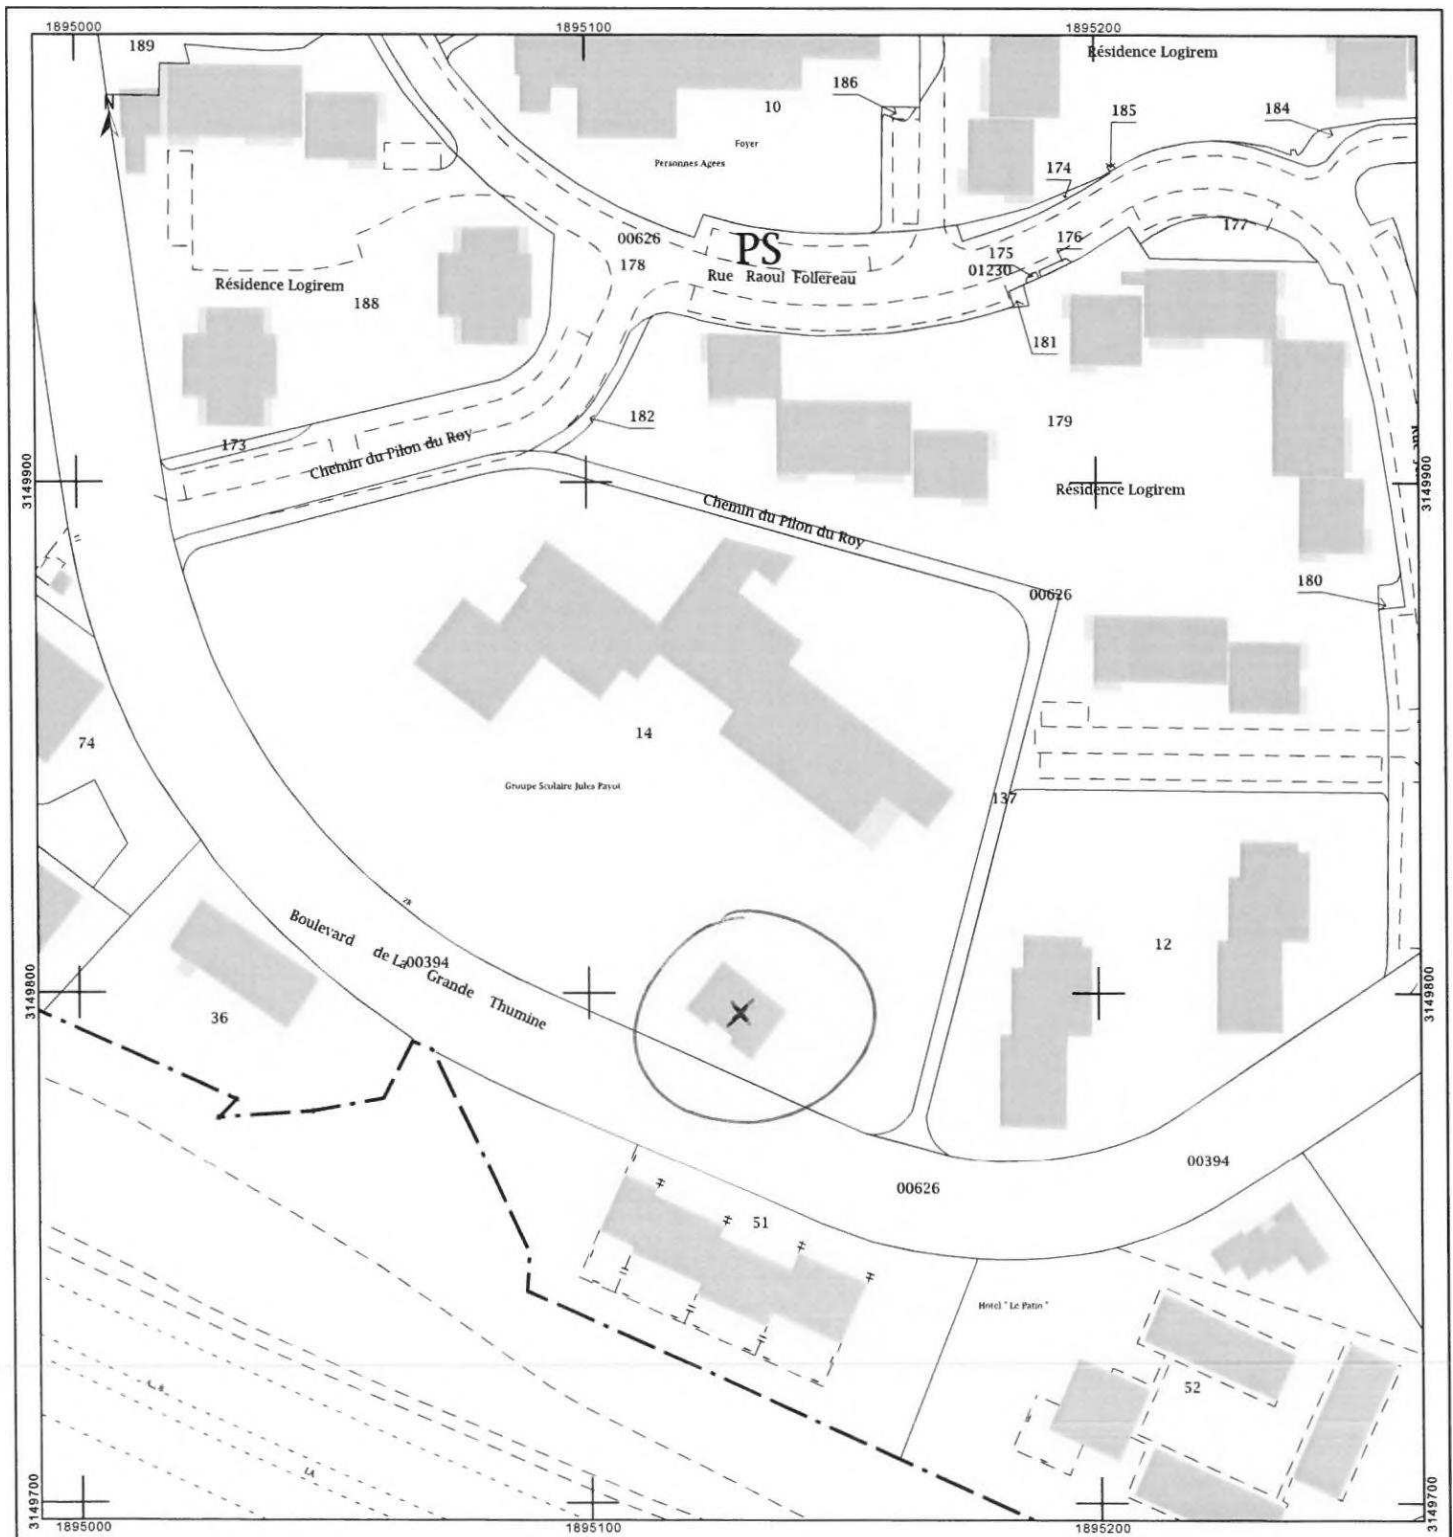 1895000 1895100 1895200
189
Résidence Logirem
186
10
185
184
Foyer
Personnes Agees
174
N
00626
PS
178
Rue Raoul Follereau
175
176
01230
177
Résidence Logirem
188
181
182
179
173
Chemin du Pilon du Roy
3149900
Résidence Logirem
3149900
Chemin du Pilon du Roy
180
00626
14
74
Groupe Scolaire Jules Payot
137
Boulevard de La Grande Thumine
00394
12
3149800
3149800
36
00394
00626
51
Hotel " Le Patio "
52
3149700
3149700
1895000 1895100 1895200